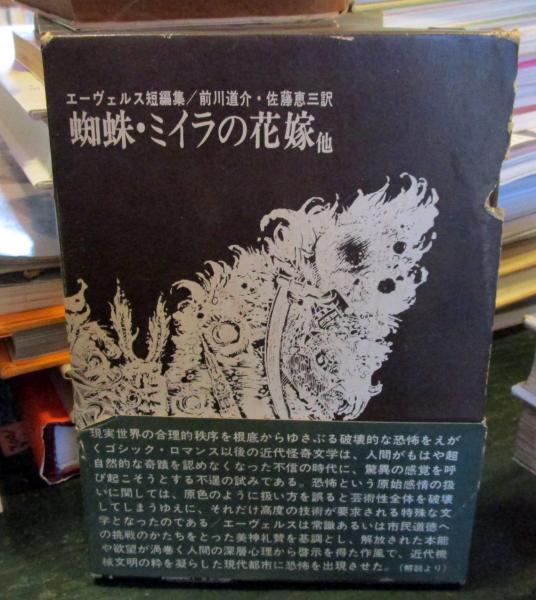 エーヴェルス短編集/前川道介・佐藤恵三訳
蜘蛛・ミイラの花嫁他
現実世界の合理的秩序を根底からゆさぶる破壊的な恐怖をえが
くゴシック・ロマンス以後の近代怪奇文学は、人間がもはや超
自然的な奇蹟を認めなくなった不信の時代に、驚異の感覚を呼
び起こそうとする不逞の試みである。恐怖という原始感情の扱
いに関しては、原色のように扱い方を誤ると芸術性全体を破壊
してしまうゆえに、それだけ高度の技術が要求される特殊な文
学となったのである/エーヴェルスは常識あるいは市民道徳へ
の挑戦のかたちをとった美神礼賛を基調とし、解放された本能
や欲望が渦巻く人間の深層心理から啓示を得た作風で、近代機
械文明の粋を凝らした現代都市に恐怖を出現させた。(解説より)